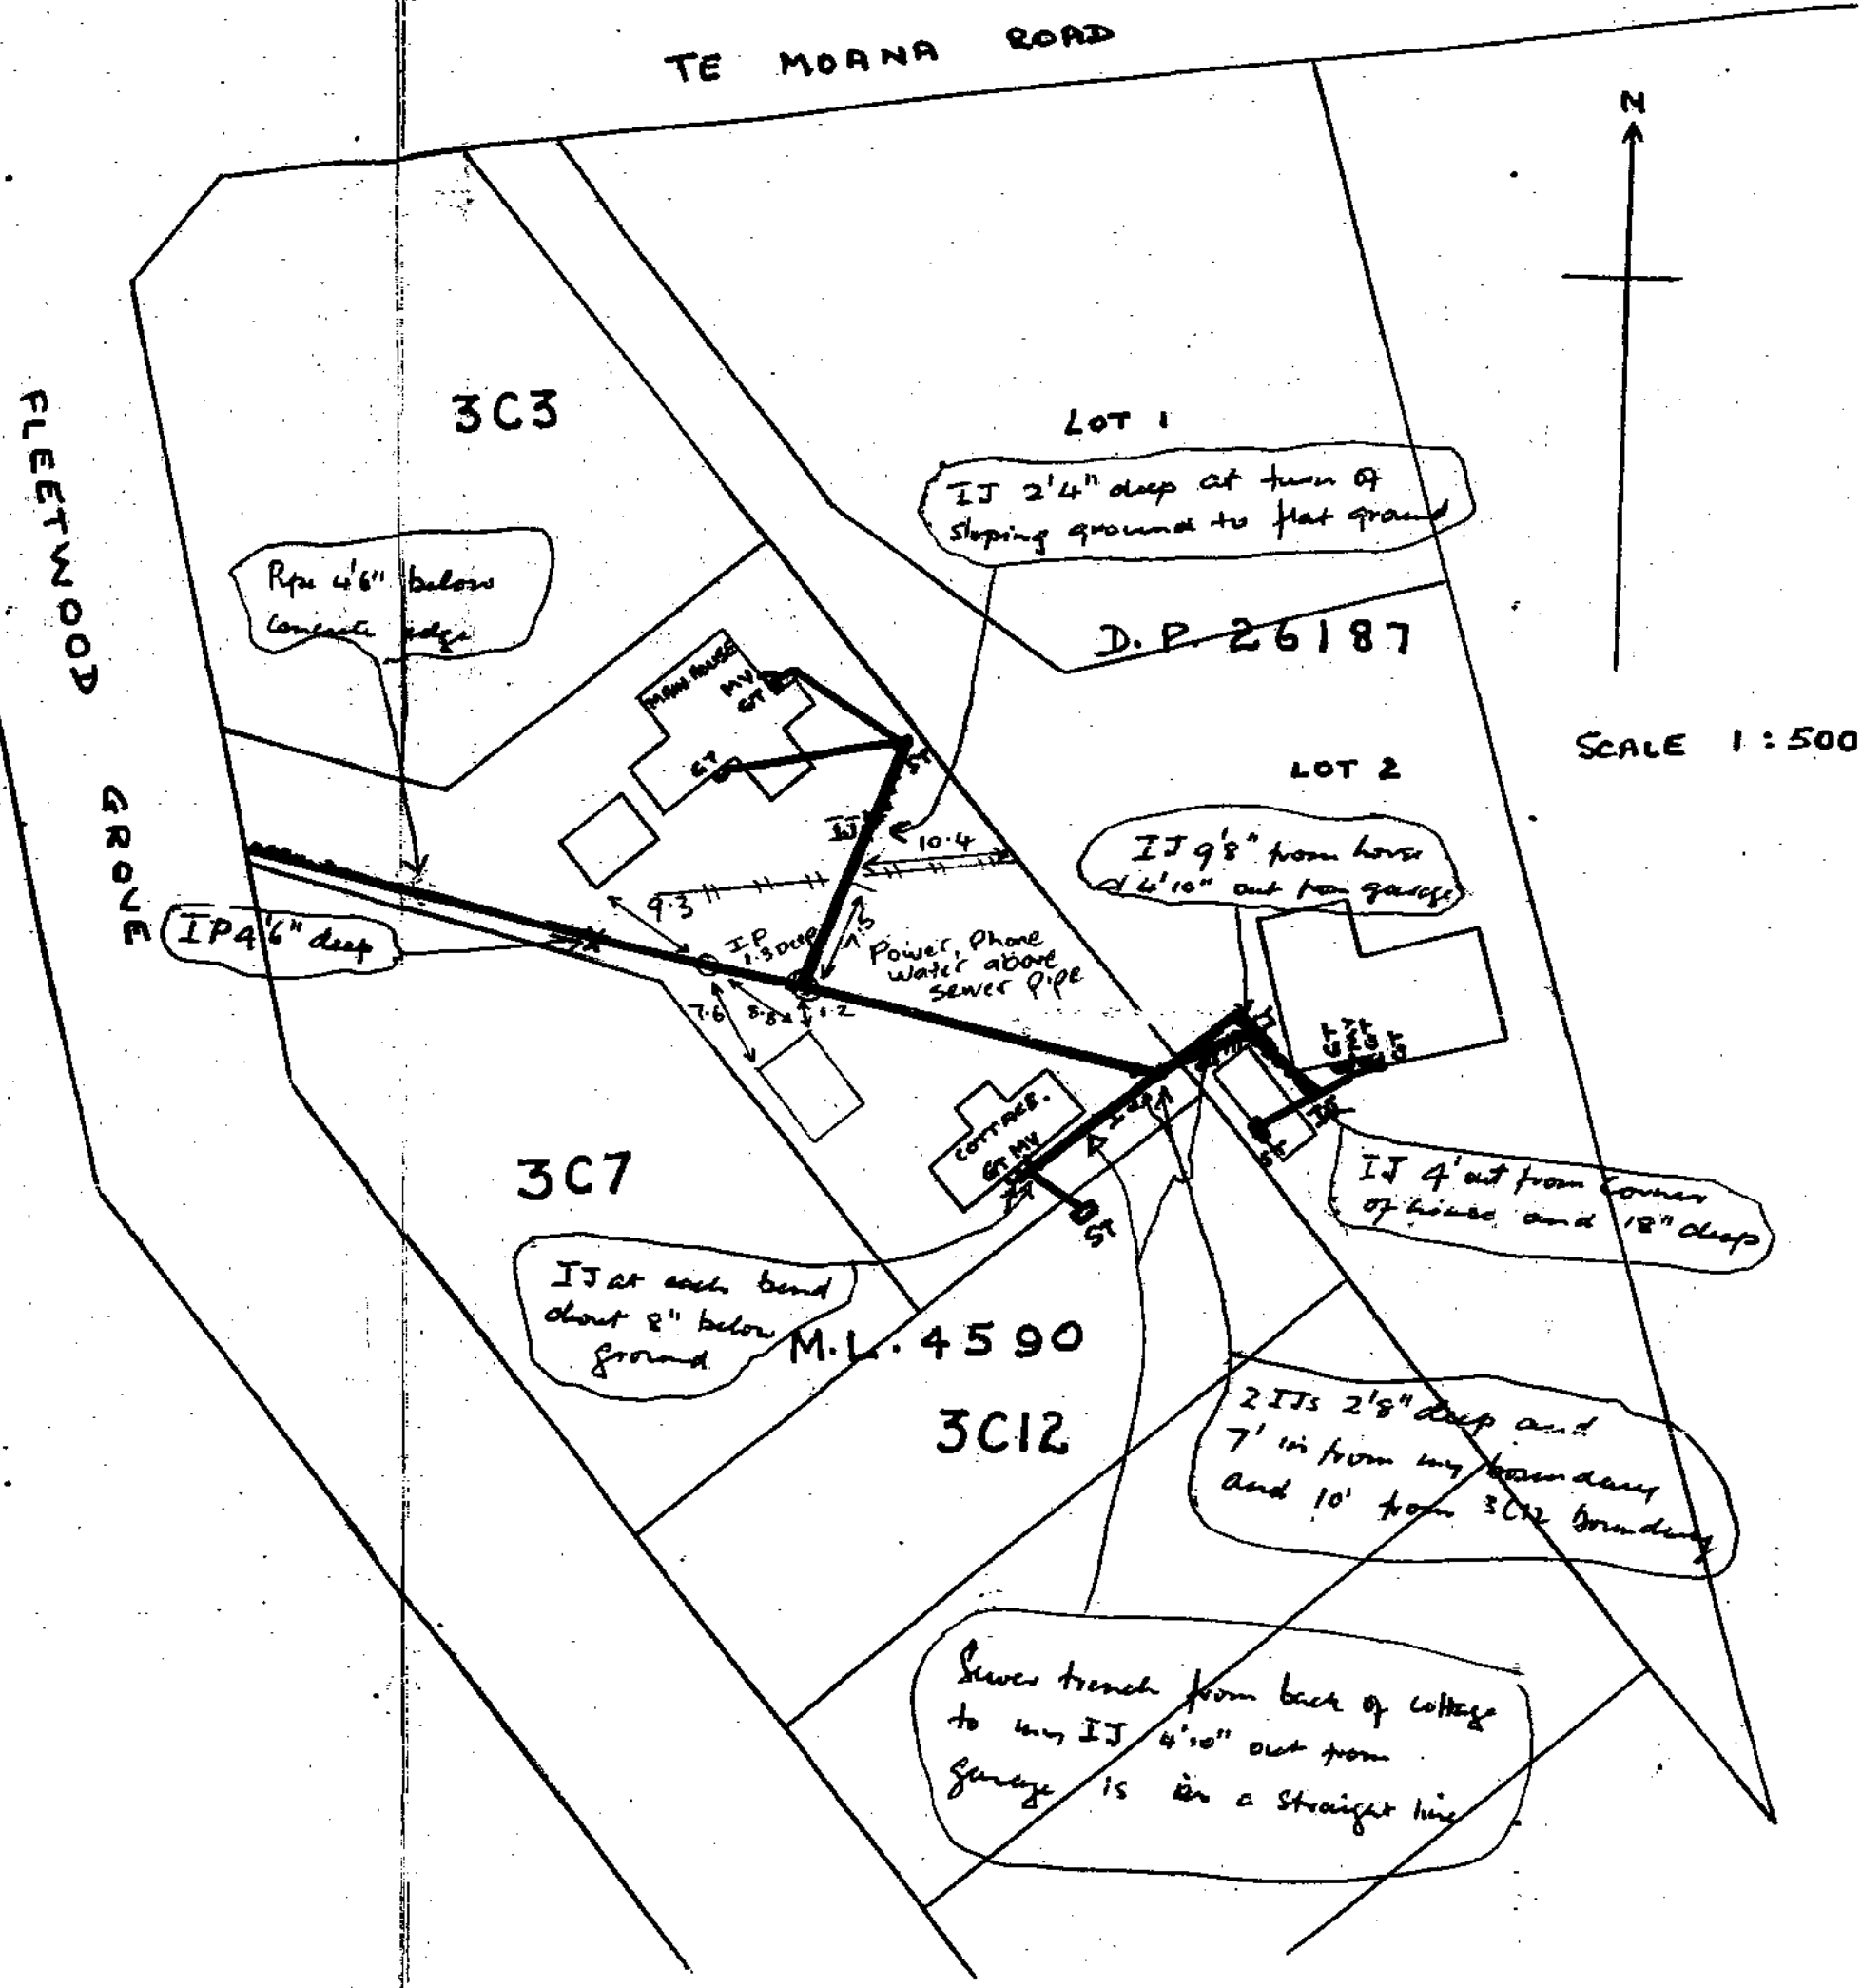 TE MOANA ROAD
N
3C3
FLEETWOOD GROVE
LOT 1
IJ 2'4" deep at turn of
sloping ground to flat ground
Pipe 4'6" below
Concrete edge
D.P. 26187
SCALE 1:500
MAIN HOUSE
MV
GT
GT
LOT 2
IJ
10.4
IJ 9'8" from house
& 4'10" out from garage
9.3
IP 4'6" deep
IP
1.3 Deep
Power, Phone
Water above
Sewer Pipe
7.6
8.8
COTTAGE.
GT MV
3C7
IJ 4' out from corner
of house and 18" deep
IJ at each bend
about 8" below
ground
M.L. 4590
3C12
2 IJs 2'8" deep and
7' in from my boundary
and 10' from 3C12 boundary
Sewer trench from back of cottage
to my IJ 4'10" out from
garage is in a straight line